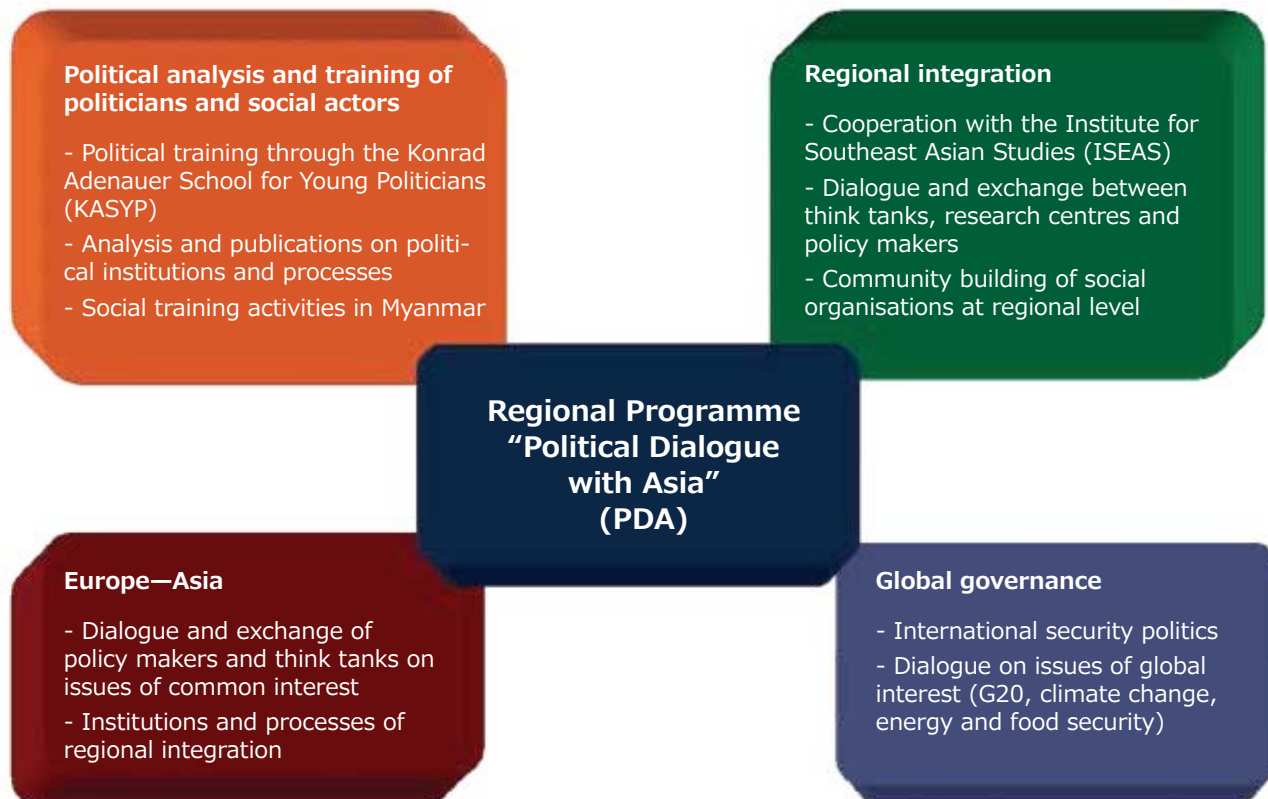 Political analysis and training of
politicians and social actors
- Political training through the Konrad
Adenauer School for Young Politicians
(KASYP)
- Analysis and publications on politi-
cal institutions and processes
- Social training activities in Myanmar
Regional integration
- Cooperation with the Institute for
Southeast Asian Studies (ISEAS)
- Dialogue and exchange between
think tanks, research centres and
policy makers
- Community building of social
organisations at regional level
Regional Programme
“Political Dialogue
with Asia”
(PDA)
Europe—Asia
- Dialogue and exchange of
policy makers and think tanks on
issues of common interest
- Institutions and processes of
regional integration
Global governance
- International security politics
- Dialogue on issues of global
interest (G20, climate change,
energy and food security)